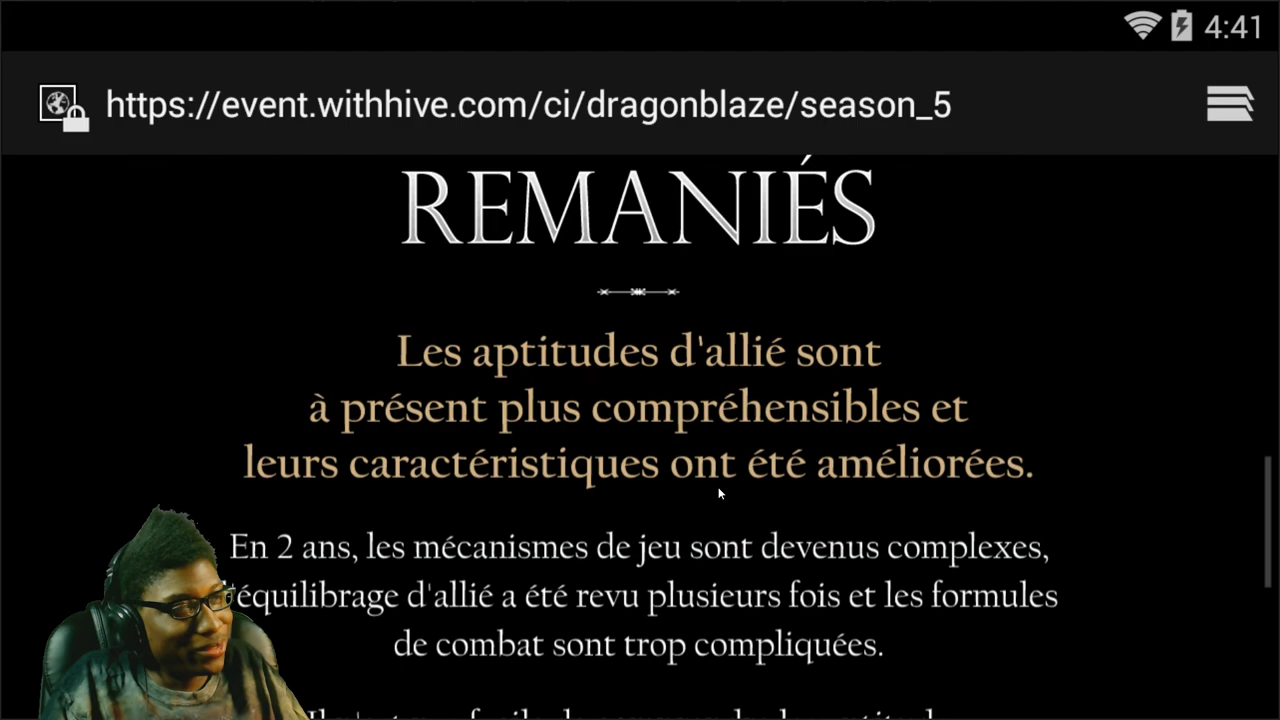 4:41
https://event.withhive.com/ci/dragonblaze/season_5
REMANIÉS
Les aptitudes d'allié sont
à présent plus compréhensibles et
leurs caractéristiques ont été améliorées.
En 2 ans, les mécanismes de jeu sont devenus complexes,
l'équilibrage d'allié a été revu plusieurs fois et les formules
de combat sont trop compliquées.